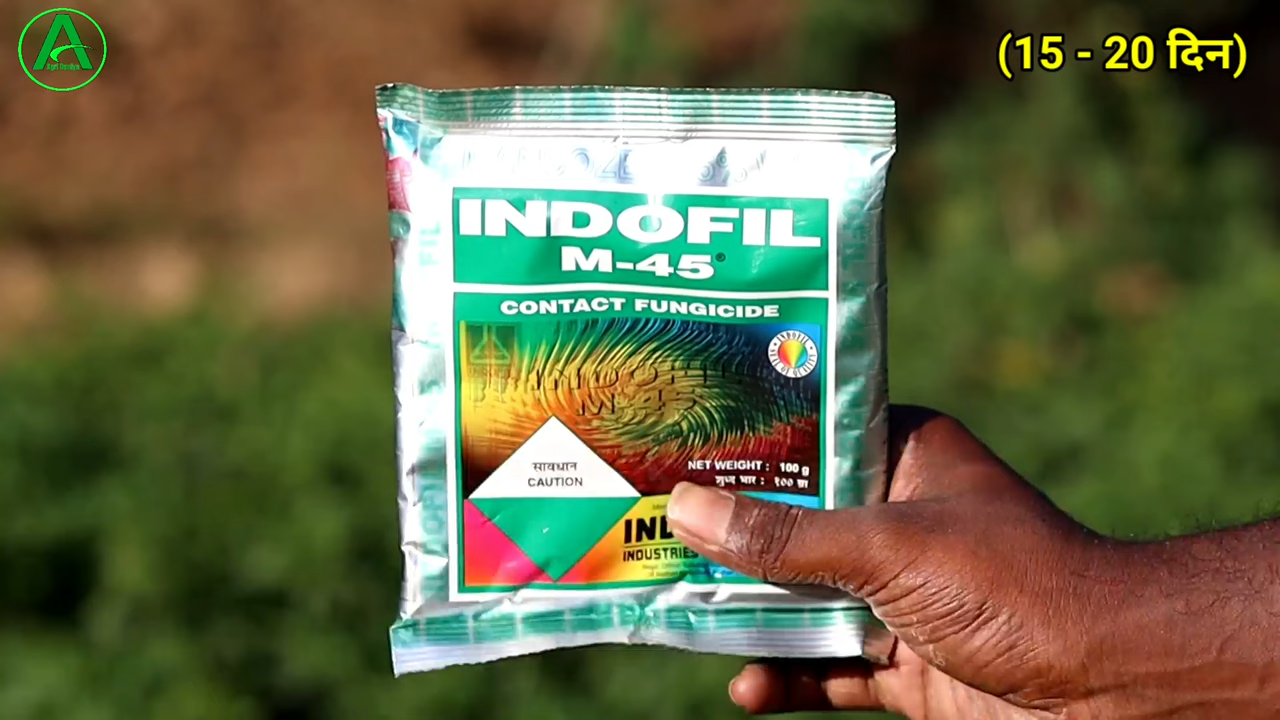 (15 - 20 दिन)
INDOFIL
M-45®
CONTACT FUNGICIDE
सावधान
CAUTION
NET WEIGHT : 100 g
शुध्द भार : १०० ग्रा
IND
INDUSTRIES